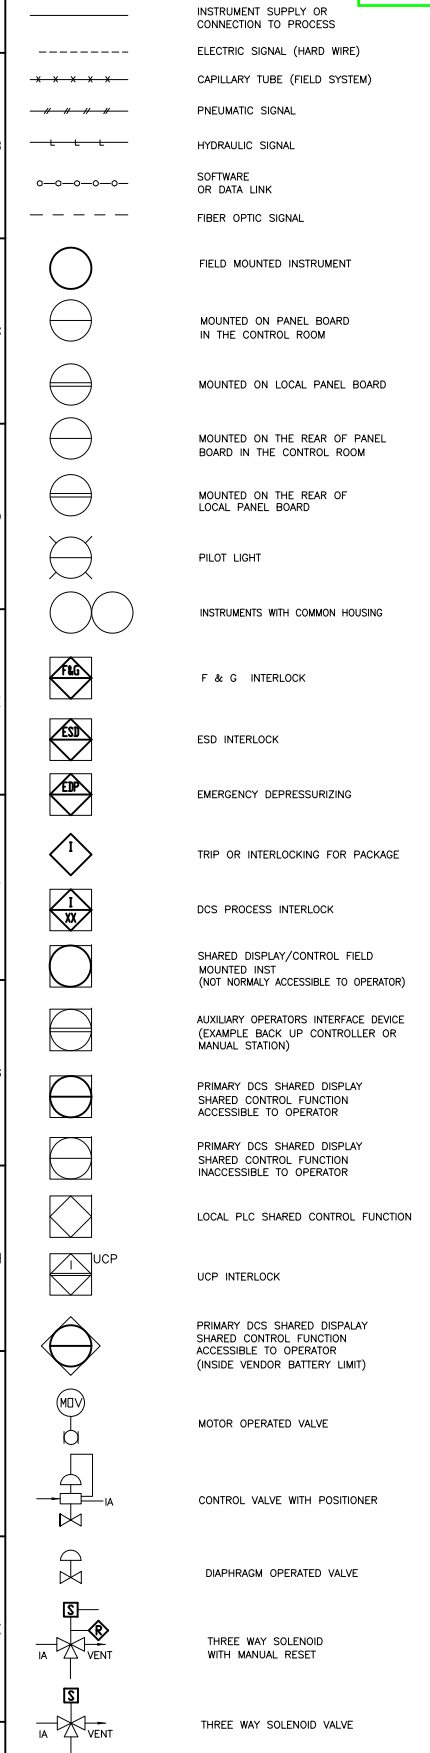 INSTRUMENT SUPPLY OR
CONNECTION TO PROCESS
ELECTRIC SIGNAL (HARD WIRE)
CAPILLARY TUBE (FIELD SYSTEM)
PNEUMATIC SIGNAL
HYDRAULIC SIGNAL
SOFTWARE
OR DATA LINK
FIBER OPTIC SIGNAL
FIELD MOUNTED INSTRUMENT
MOUNTED ON PANEL BOARD
IN THE CONTROL ROOM
MOUNTED ON LOCAL PANEL BOARD
MOUNTED ON THE REAR OF PANEL
BOARD IN THE CONTROL ROOM
MOUNTED ON THE REAR OF
LOCAL PANEL BOARD
PILOT LIGHT
INSTRUMENTS WITH COMMON HOUSING
F&G
F & G INTERLOCK
ESD
ESD INTERLOCK
EDP
EMERGENCY DEPRESSURIZING
I
TRIP OR INTERLOCKING FOR PACKAGE
I
XX
DCS PROCESS INTERLOCK
SHARED DISPLAY/CONTROL FIELD
MOUNTED INST
(NOT NORMALY ACCESSIBLE TO OPERATOR)
AUXILIARY OPERATORS INTERFACE DEVICE
(EXAMPLE BACK UP CONTROLLER OR
MANUAL STATION)
PRIMARY DCS SHARED DISPLAY
SHARED CONTROL FUNCTION
ACCESSIBLE TO OPERATOR
PRIMARY DCS SHARED DISPLAY
SHARED CONTROL FUNCTION
INACCESSIBLE TO OPERATOR
LOCAL PLC SHARED CONTROL FUNCTION
I
UCP
UCP INTERLOCK
PRIMARY DCS SHARED DISPALAY
SHARED CONTROL FUNCTION
ACCESSIBLE TO OPERATOR
(INSIDE VENDOR BATTERY LIMIT)
MOV
MOTOR OPERATED VALVE
IA
CONTROL VALVE WITH POSITIONER
DIAPHRAGM OPERATED VALVE
S
R
IA
VENT
THREE WAY SOLENOID
WITH MANUAL RESET
S
IA
VENT
THREE WAY SOLENOID VALVE